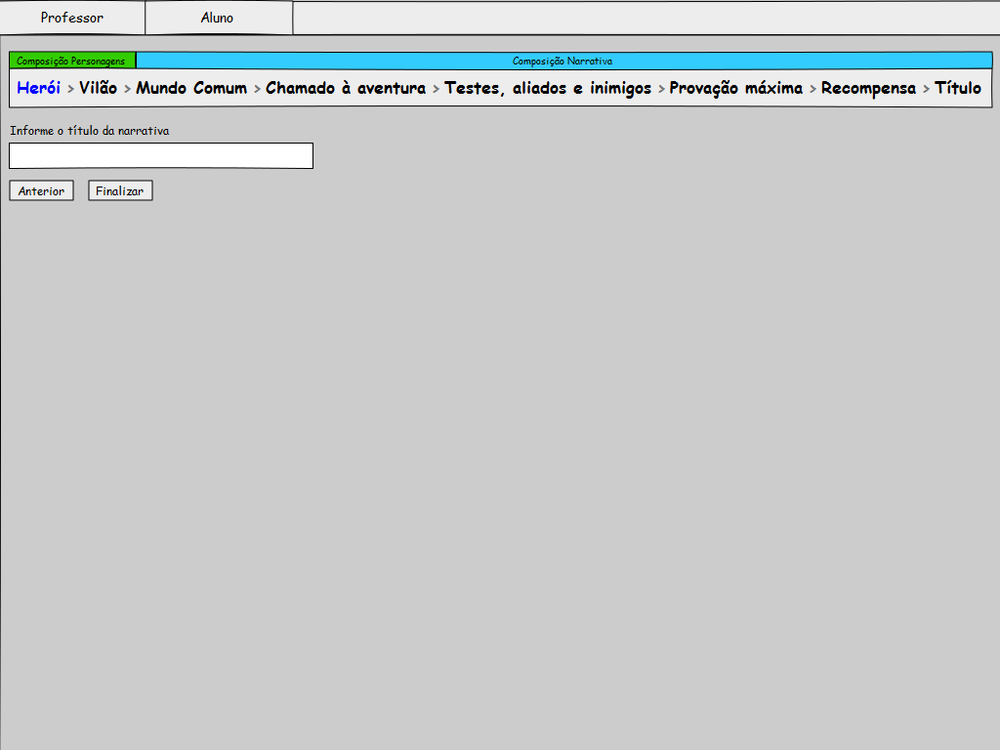 Professor Aluno
Composição Personagens Composição Narrativa
Herói > Vilão > Mundo Comum > Chamado à aventura > Testes, aliados e inimigos > Provação máxima > Recompensa > Título
Informe o título da narrativa
Anterior Finalizar